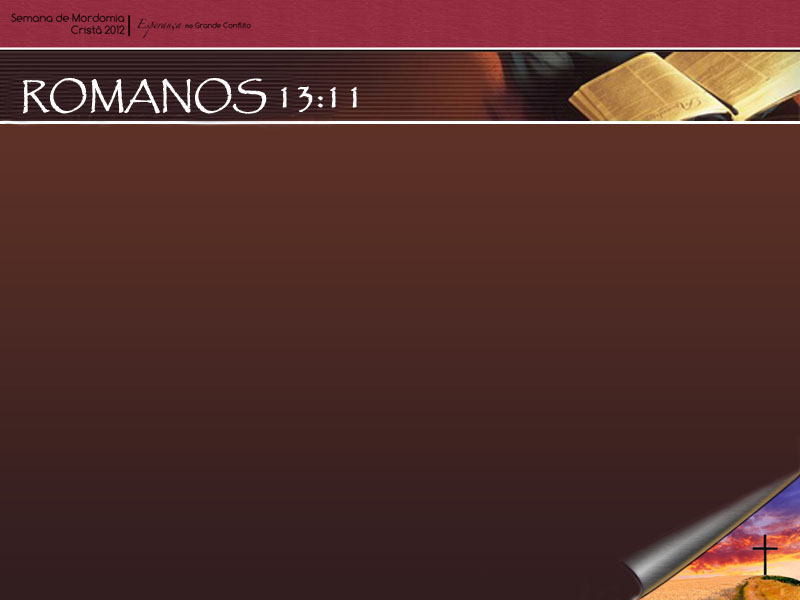 Semana de Mordomia
Cristã 2012
Esperança no Grande Conflito
ROMANOS 13:11